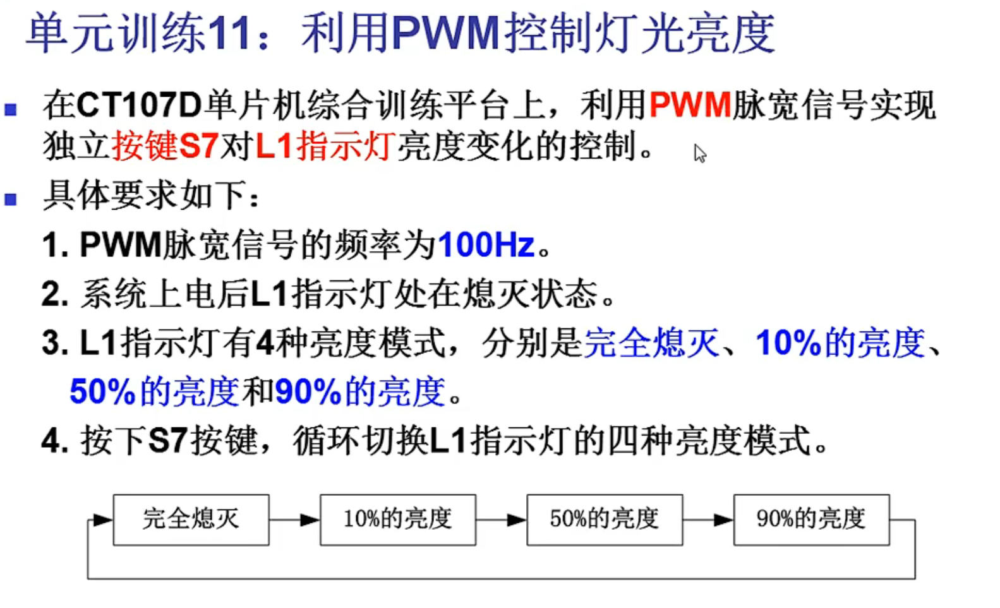 单元训练11：利用PWM控制灯光亮度
在CT107D单片机综合训练平台上，利用PWM脉宽信号实现
独立按键S7对L1指示灯亮度变化的控制。
具体要求如下：
1. PWM脉宽信号的频率为100Hz。
2. 系统上电后L1指示灯处在熄灭状态。
3. L1指示灯有4种亮度模式，分别是完全熄灭、10%的亮度、
50%的亮度和90%的亮度。
4. 按下S7按键，循环切换L1指示灯的四种亮度模式。
完全熄灭
10%的亮度
50%的亮度
90%的亮度